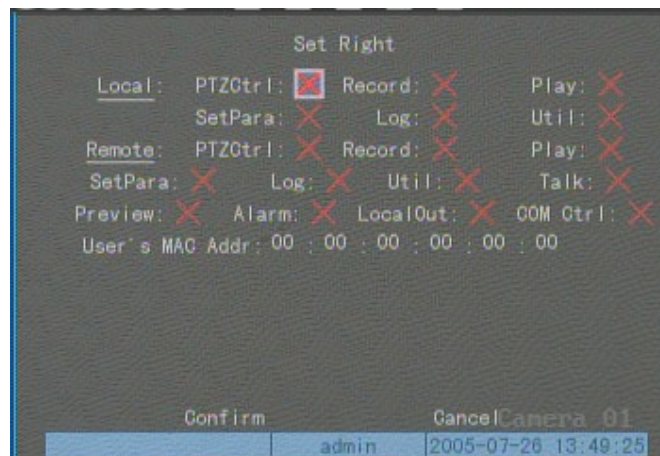 Set Right
Local: PTZCtrl: Record: Play:
SetPara: Log: Util:
Remote: PTZCtrl: Record: Play:
SetPara: Log: Util: Talk:
Preview: Alarm: LocalOut: COM Ctrl:
User's MAC Addr: 00 : 00 : 00 : 00 : 00 : 00
Confirm Cancel Camera 01
admin 2005-07-26 13:49:25